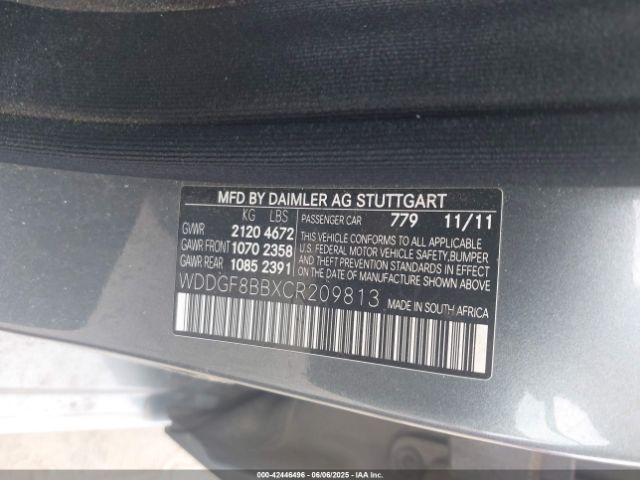 MFD BY DAIMLER AG STUTTGART
KG LBS
GVWR 2120 4672
GAWR FRONT 1070 2358
GAWR REAR 1085 2391
PASSENGER CAR 779 11/11
THIS VEHICLE CONFORMS TO ALL APPLICABLE
U.S. FEDERAL MOTOR VEHICLE SAFETY,BUMPER
AND THEFT PREVENTION STANDARDS IN
EFFECT ON THE DATE OF MANUFACTURE
SHOWN ABOVE.
WDDGF8BBXCR209813 MADE IN SOUTH AFRICA
000-42446496 - 06/06/2025 - IAA Inc.